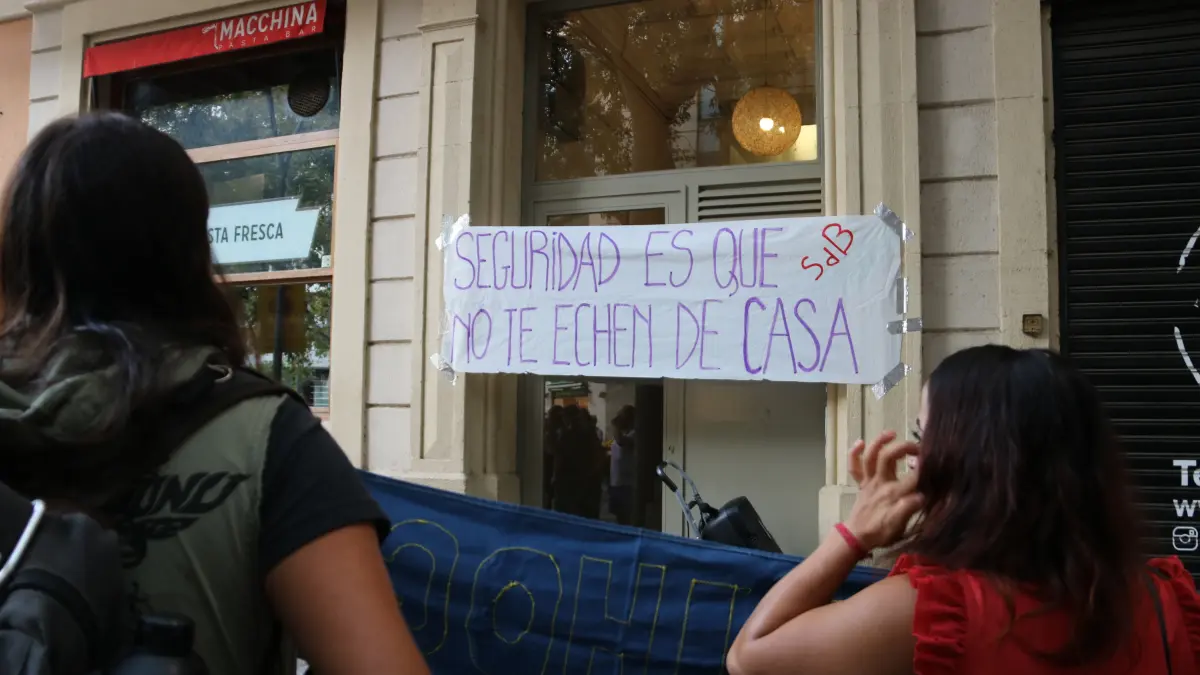 MACCHINA
PASTA BAR
STA FRESCA
SEGURIDAD ES QUE
SdB
NO TE ECHEN DE CASA